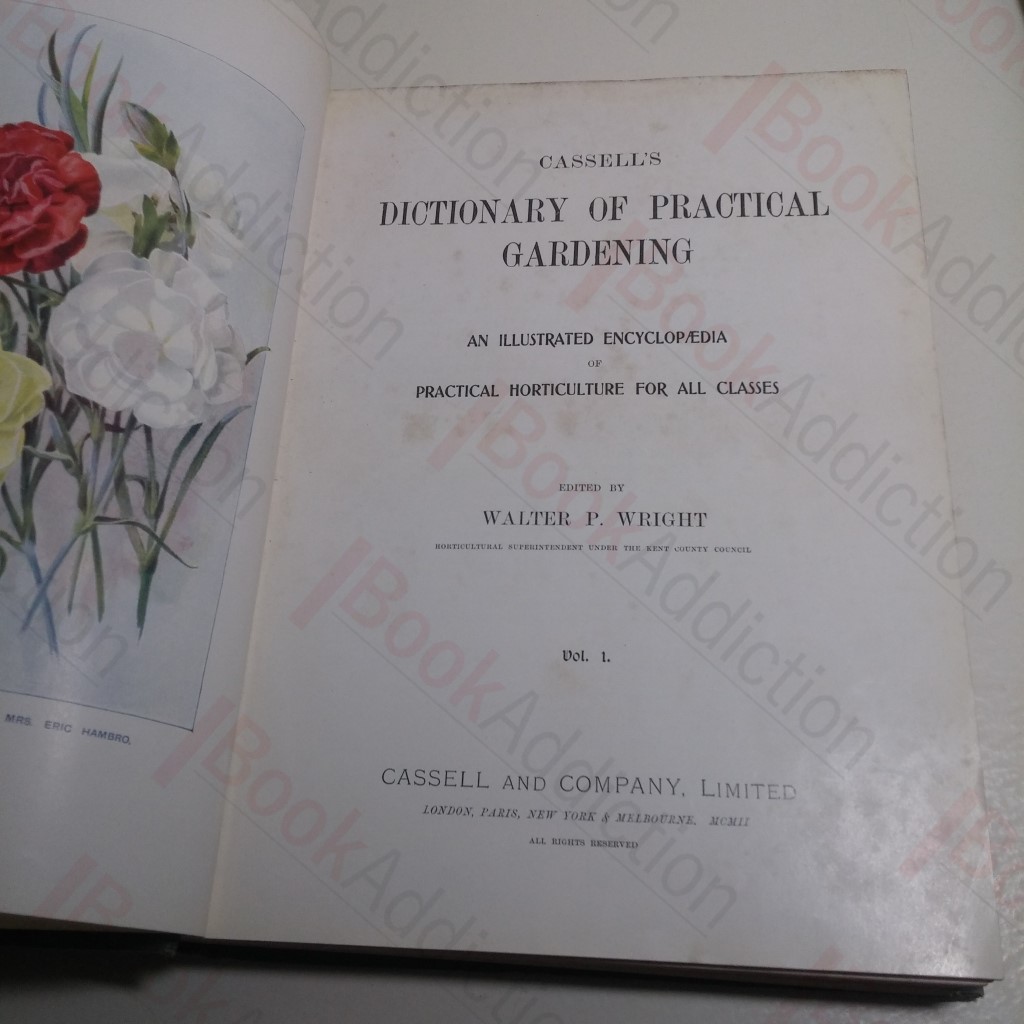 MRS. ERIC HAMBRO,
CASSELL'S
DICTIONARY OF PRACTICAL
GARDENING
AN ILLUSTRATED ENCYCLOPÆDIA
OF
PRACTICAL HORTICULTURE FOR ALL CLASSES
EDITED BY
WALTER P. WRIGHT
HORTICULTURAL SUPERINTENDENT UNDER THE KENT COUNTY COUNCIL
Vol. 1.
CASSELL AND COMPANY, LIMITED
LONDON, PARIS, NEW YORK & MELBOURNE. MCMII
ALL RIGHTS RESERVED
BookAddiction